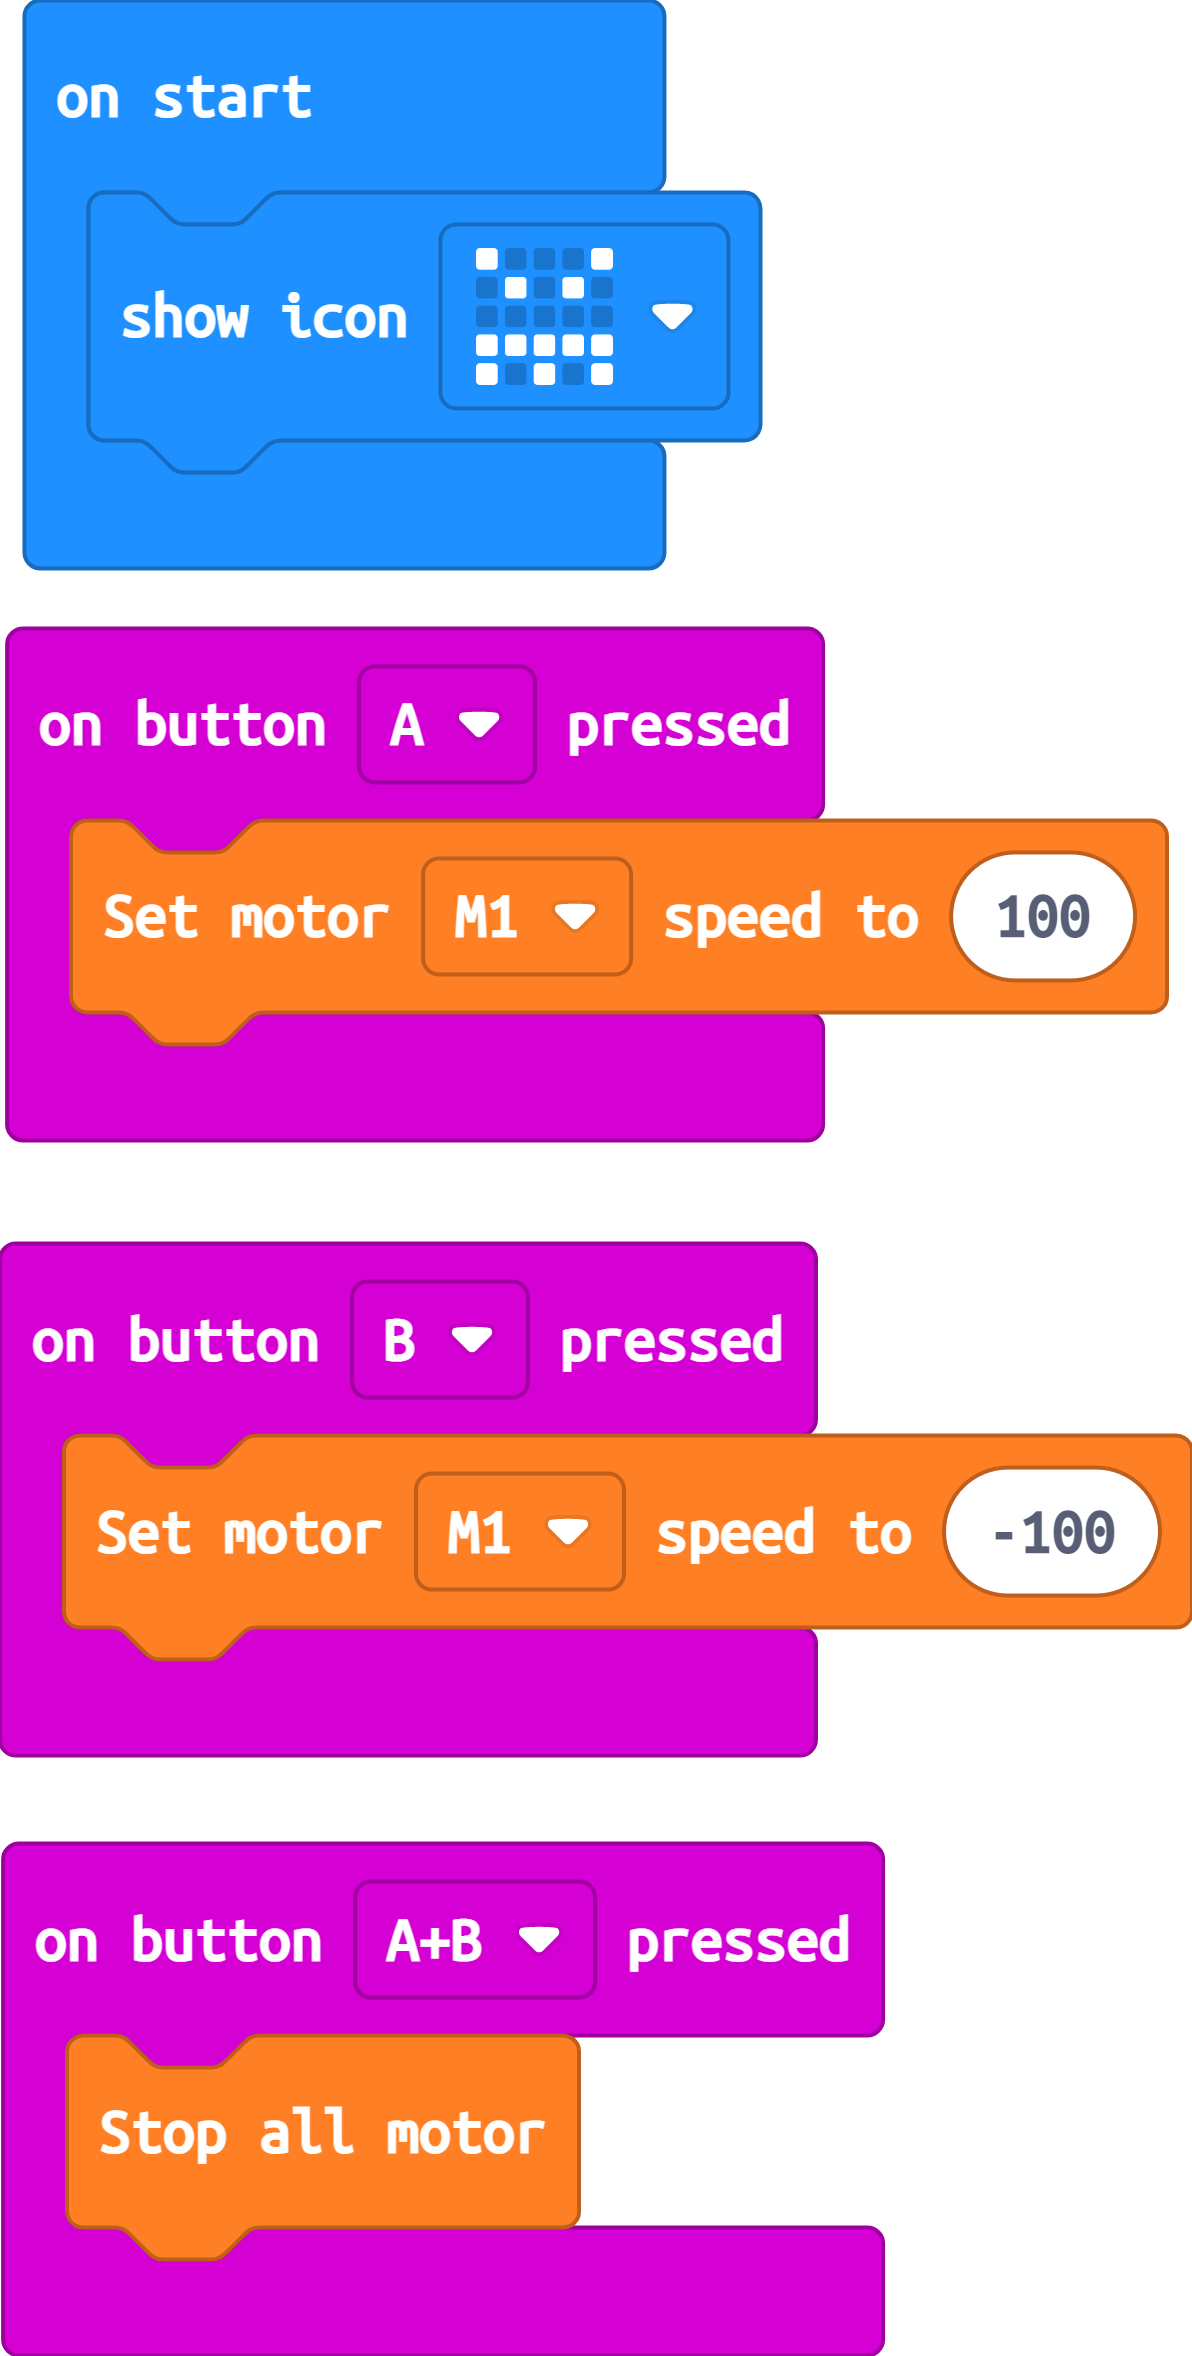 on start
show icon
on button A pressed
Set motor M1 speed to 100
on button B pressed
Set motor M1 speed to -100
on button A+B pressed
Stop all motor